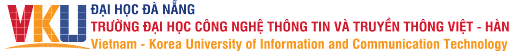 VKU
ĐẠI HỌC ĐÀ NẴNG
TRƯỜNG ĐẠI HỌC CÔNG NGHỆ THÔNG TIN VÀ TRUYỀN THÔNG VIỆT - HÀN
Vietnam - Korea University of Information and Communication Technology